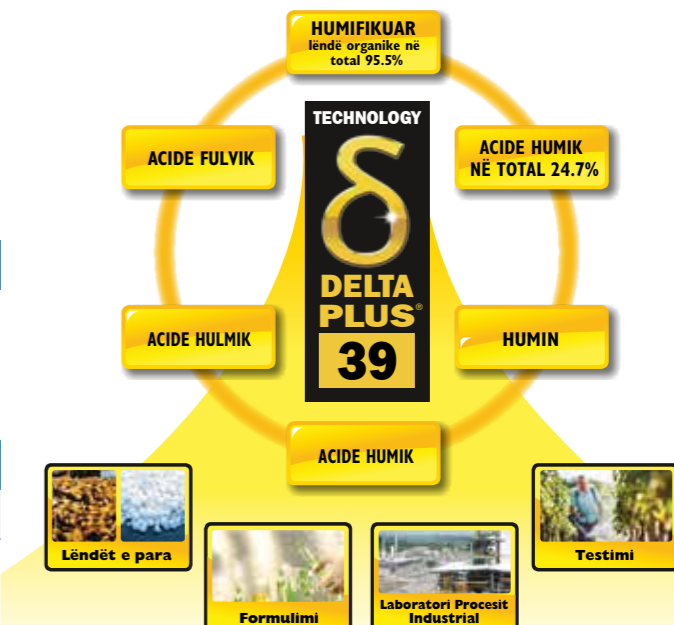 HUMIFIKUAR
lëndë organike në
total 95.5%
TECHNOLOGY
δ
DELTA
PLUS®
39
ACIDE FULVIK
ACIDE HUMIK
NË TOTAL 24.7%
ACIDE HULMIK
HUMIN
ACIDE HUMIK
Lëndët e para
Formulimi
Laboratori Procesit
Industrial
Testimi